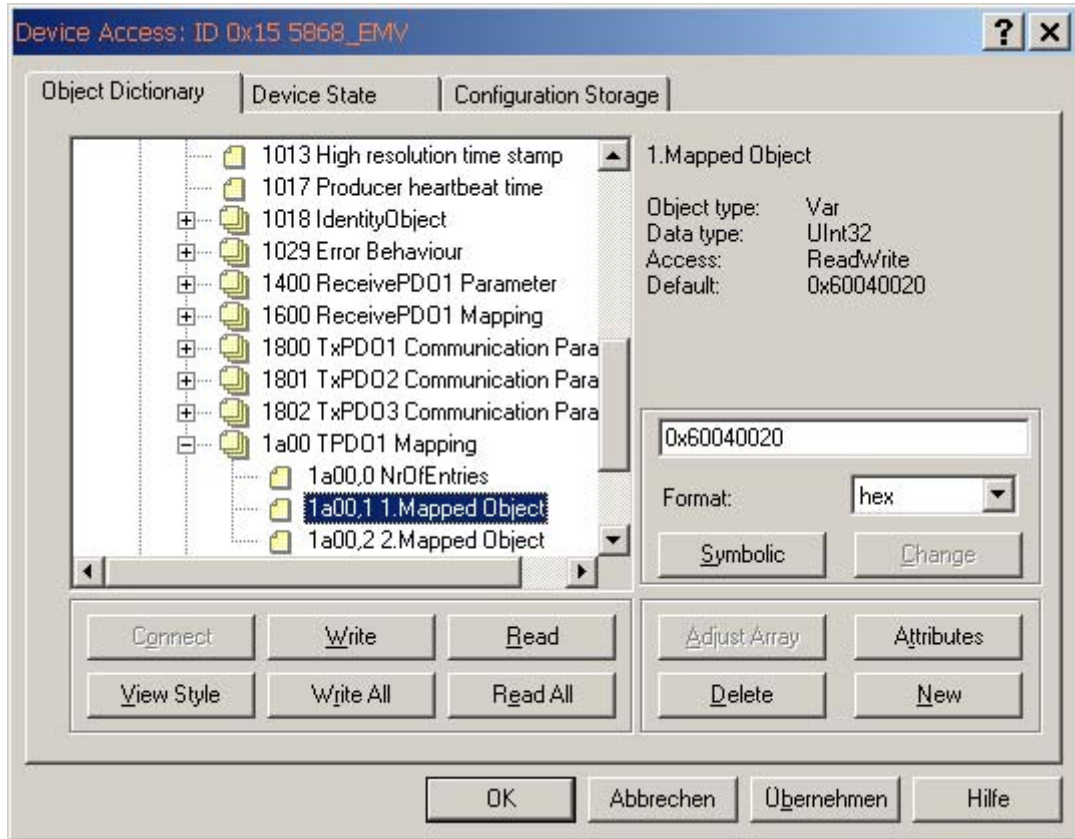 Device Access: ID 0x15 5868_EMV
Object Dictionary
Device State
Configuration Storage
1013 High resolution time stamp
1017 Producer heartbeat time
1018 IdentityObject
1029 Error Behaviour
1400 ReceivePDO1 Parameter
1600 ReceivePDO1 Mapping
1800 TxPDO1 Communication Para
1801 TxPDO2 Communication Para
1802 TxPDO3 Communication Para
1a00 TPDO1 Mapping
1a00,0 NrOfEntries
1a00,1 1.Mapped Object
1a00,2 2.Mapped Object
1.Mapped Object
Object type: Var
Data type: UInt32
Access: ReadWrite
Default: 0x60040020
0x60040020
Format: hex
Symbolic
Change
Connect
Write
Read
View Style
Write All
Read All
Adjust Array
Attributes
Delete
New
OK
Abbrechen
Übernehmen
Hilfe